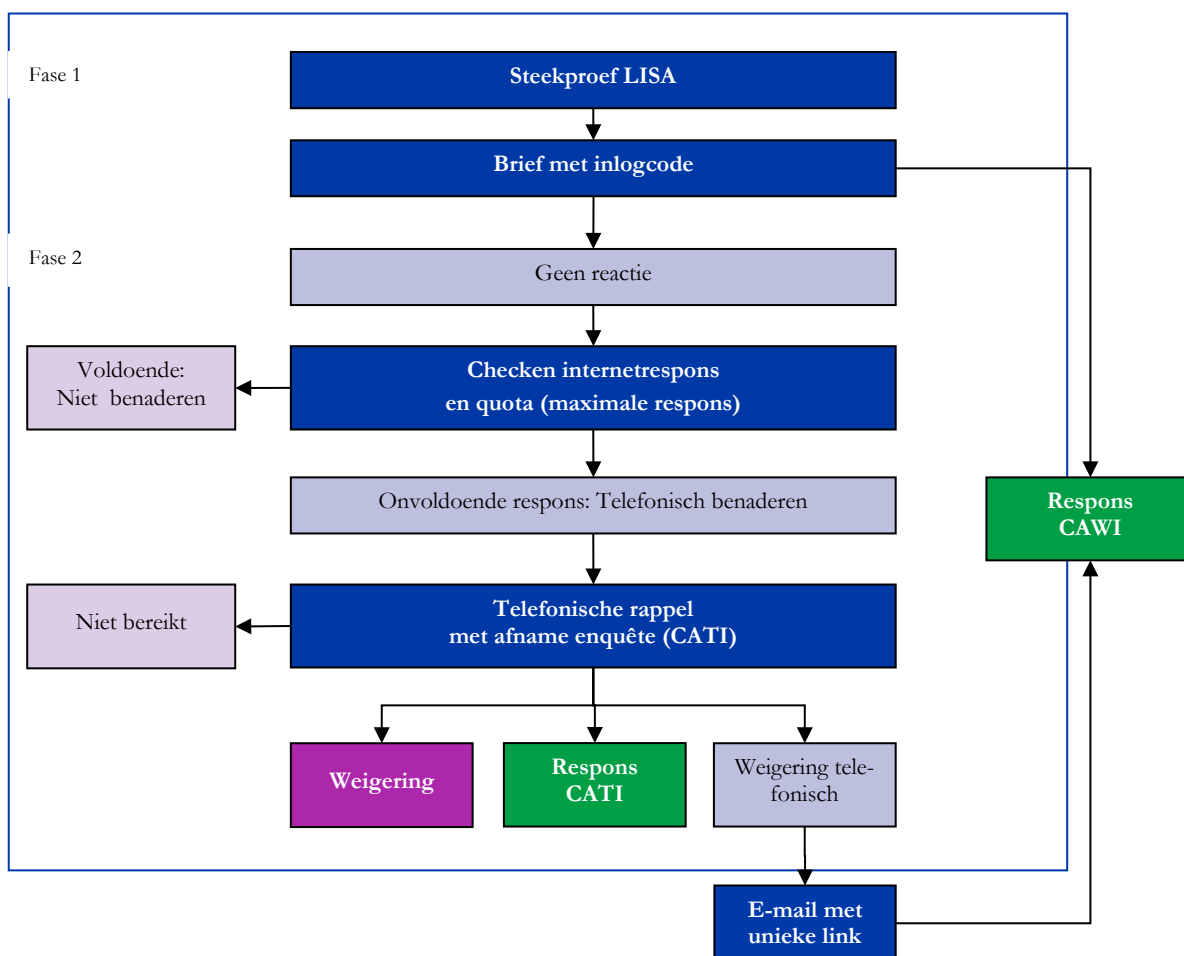 Fase 1
Steekproef LISA
Brief met inlogcode
Fase 2
Geen reactie
Voldoende:
Niet benaderen
Checken internetrespons
en quota (maximale respons)
Onvoldoende respons: Telefonisch benaderen
Respons
CAWI
Niet bereikt
Telefonische rappel
met afname enquête (CATI)
Weigering
Respons
CATI
Weigering tele-
fonisch
E-mail met
unieke link